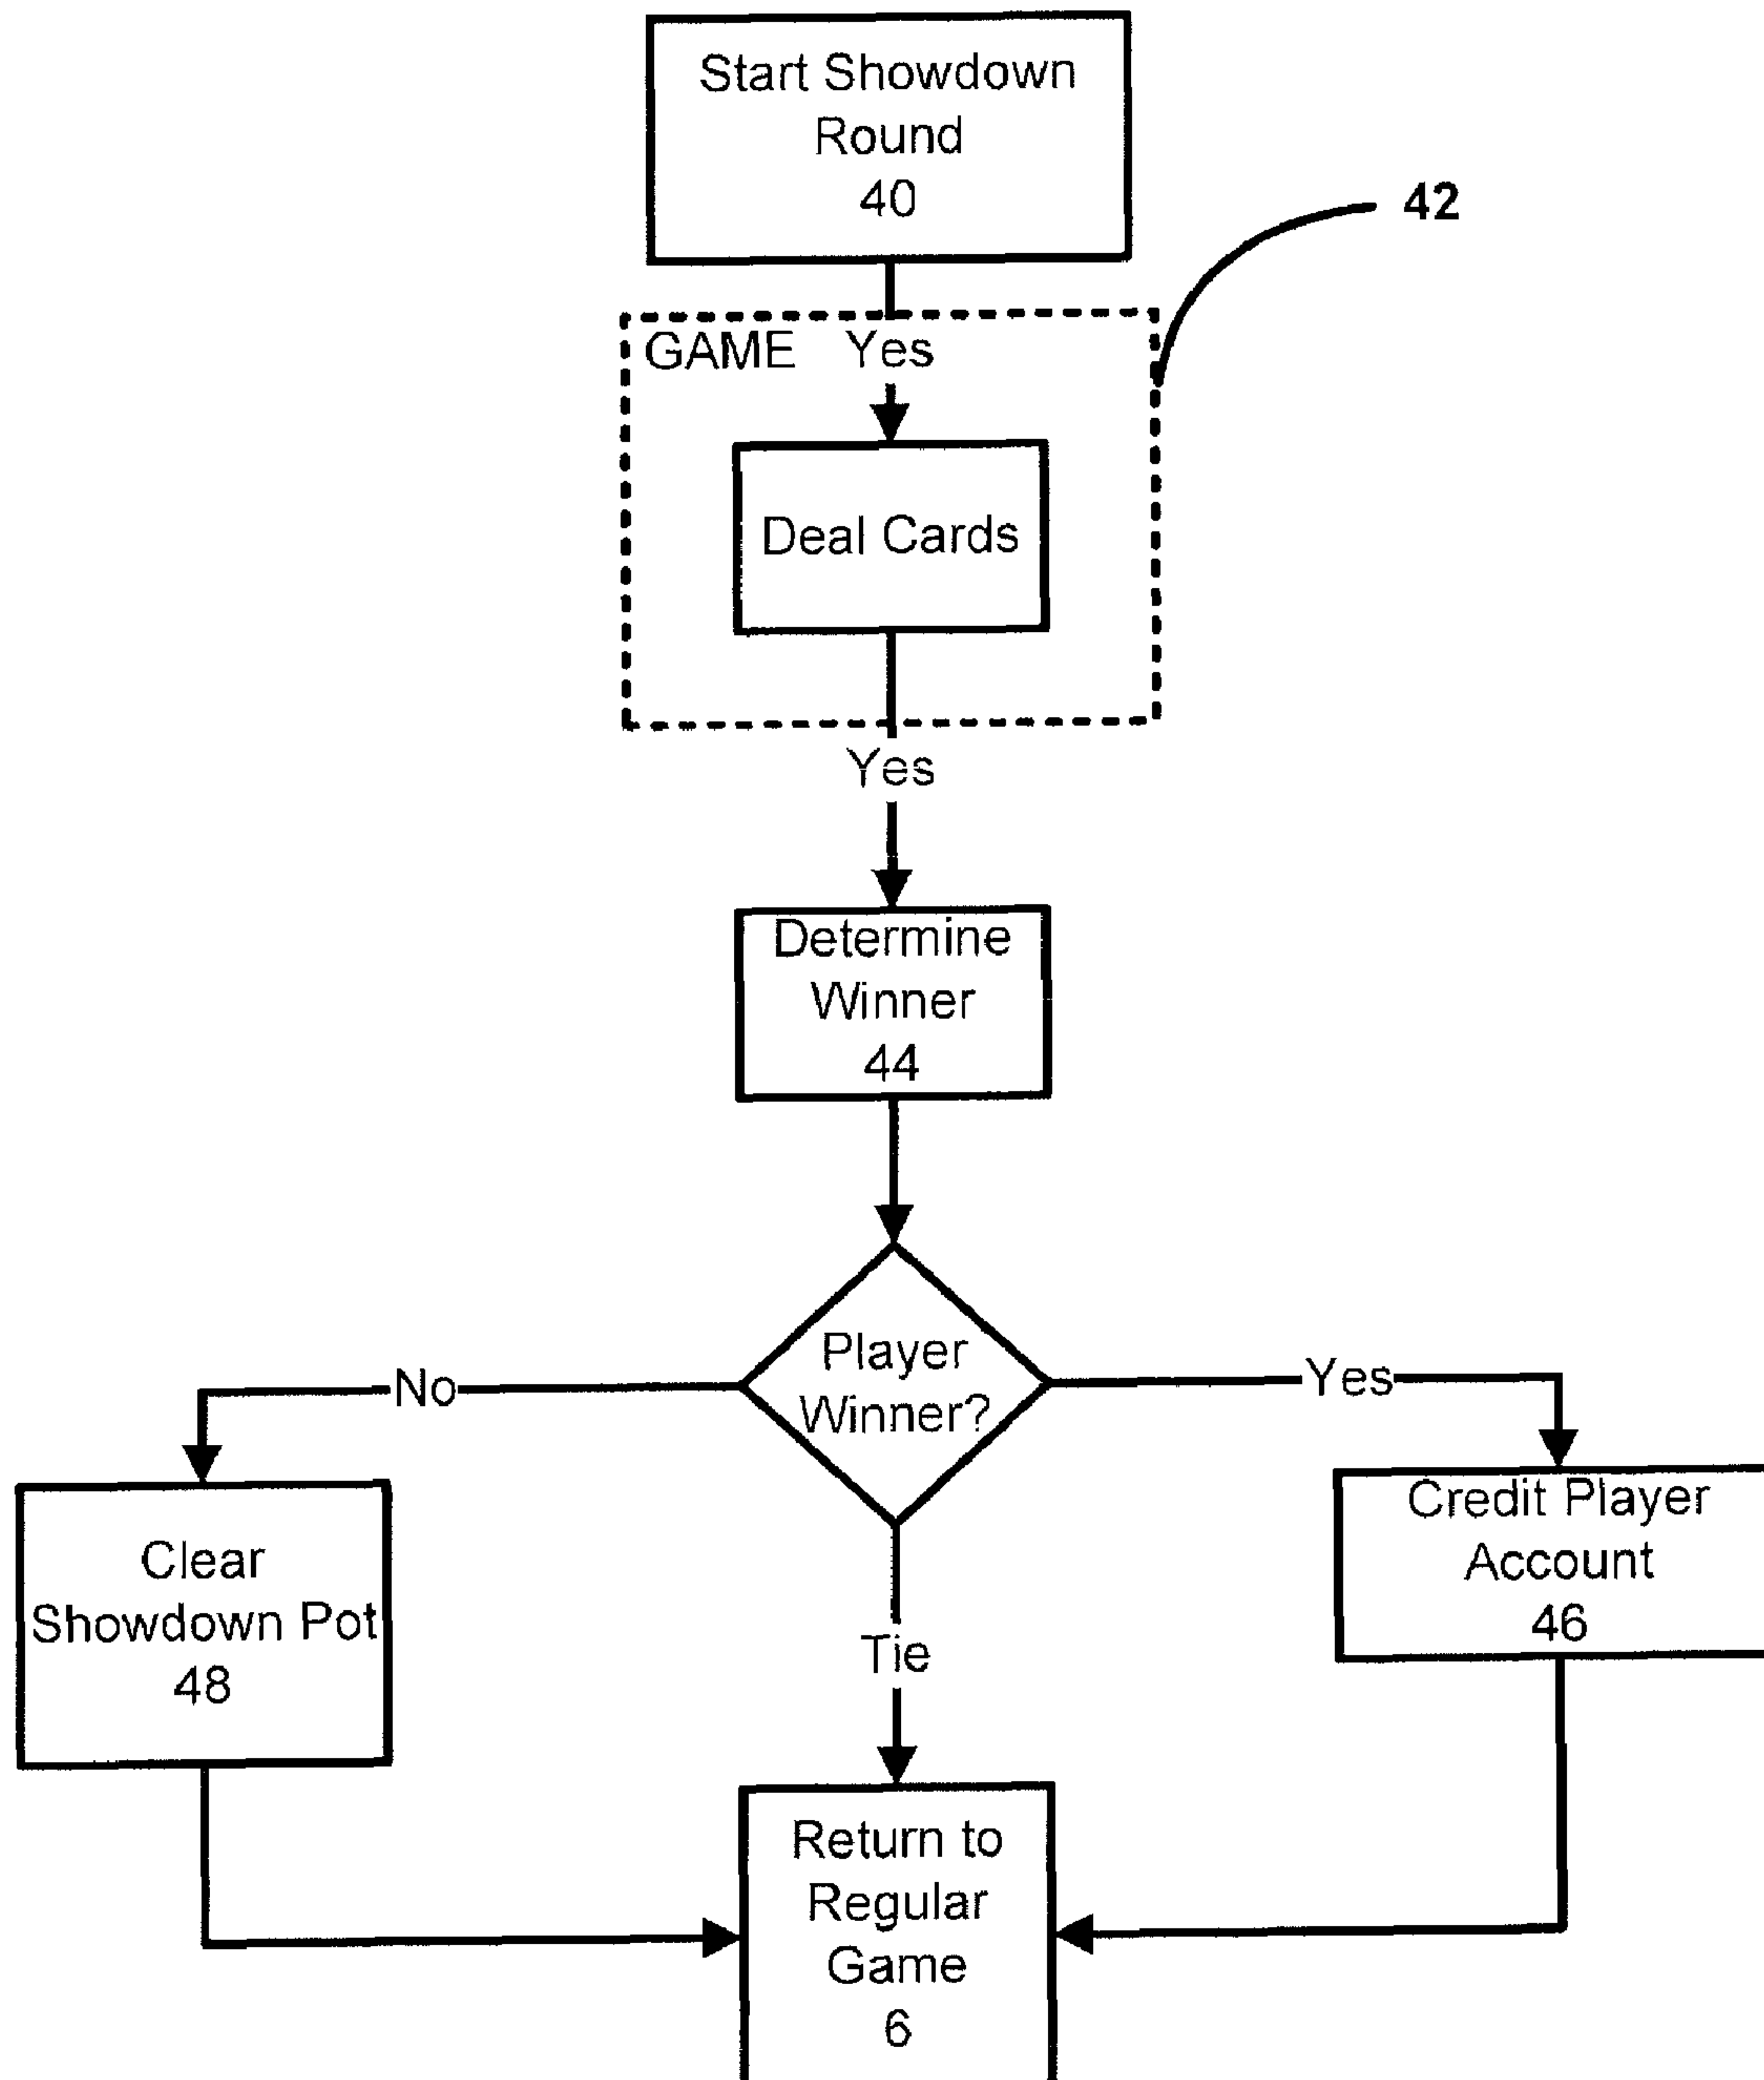 Start Showdown
Round
40
42
GAME Yes
Deal Cards
Yes
Determine
Winner
44
Player
Winner?
No
Yes
Clear
Showdown Pot
48
Credit Player
Account
46
Tie
Return to
Regular
Game
6